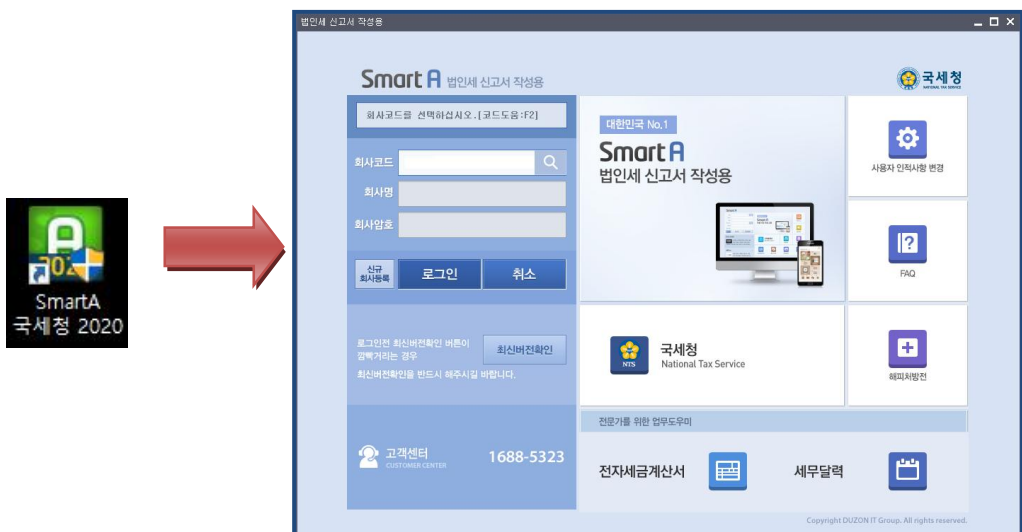 법인세 신고서 작성용
Smart A 법인세 신고서 작성용
국세청
NATIONAL TAX SERVICE
회사코드를 선택하십시오.[코드도움:F2]
회사코드
회사명
회사암호
신규
회사등록
로그인
취소
로그인전 최신버전확인 버튼이
깜빡거리는 경우
최신버전확인을 반드시 해주시길 바랍니다.
최신버전확인
고객센터
CUSTOMER CENTER
1688-5323
대한민국 No.1
Smart A
법인세 신고서 작성용
사용자 인적사항 변경
FAQ
NTS
국세청
National Tax Service
해피처방전
전문가를 위한 업무도우미
전자세금계산서
세무달력
Copyright DUZON IT Group. All rights reserved.
SmartA
국세청 2020